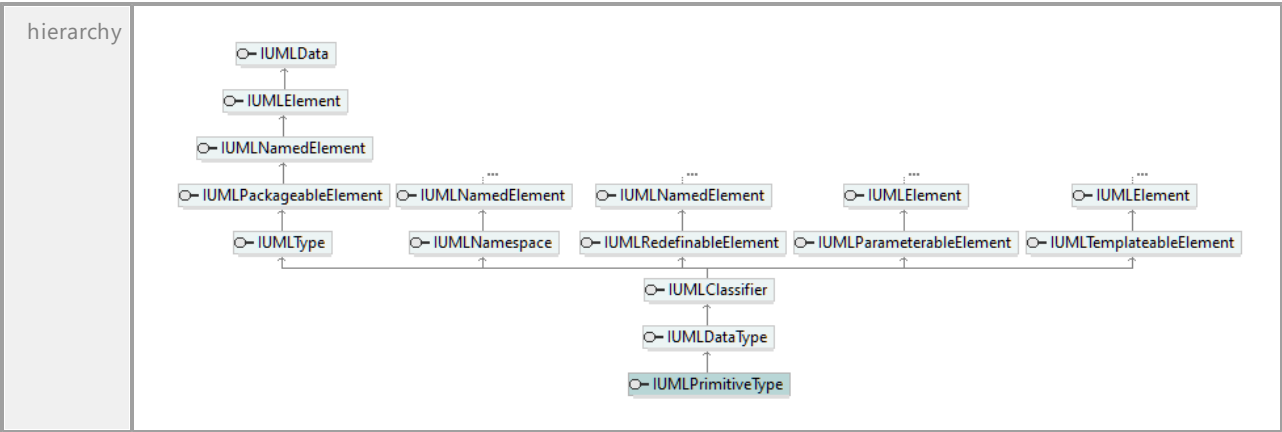 hierarchy
IUMLData
IUMLElement
IUMLNamedElement
... ... ... ...
IUMLPackageableElement IUMLNamedElement IUMLNamedElement IUMLElement IUMLElement
IUMLType IUMLNamespace IUMLRedefinableElement IUMLParameterableElement IUMLTemplateableElement
IUMLClassifier
IUMLDataType
IUMLPrimitiveType